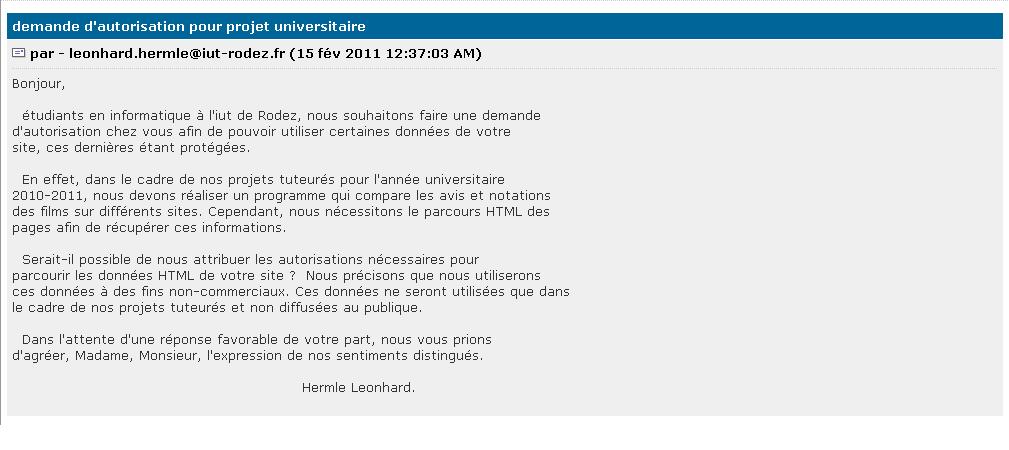 demande d'autorisation pour projet universitaire
par - leonhard.hermle@iut-rodez.fr (15 fév 2011 12:37:03 AM)
Bonjour,
étudiants en informatique à l'iut de Rodez, nous souhaitons faire une demande
d'autorisation chez vous afin de pouvoir utiliser certaines données de votre
site, ces dernières étant protégées.
En effet, dans le cadre de nos projets tuteurés pour l'année universitaire
2010-2011, nous devons réaliser un programme qui compare les avis et notations
des films sur différents sites. Cependant, nous nécessitons le parcours HTML des
pages afin de récupérer ces informations.
Serait-il possible de nous attribuer les autorisations nécessaires pour
parcourir les données HTML de votre site ?  Nous précisons que nous utiliserons
ces données à des fins non-commerciaux. Ces données ne seront utilisées que dans
le cadre de nos projets tuteurés et non diffusées au publique.
Dans l'attente d'une réponse favorable de votre part, nous vous prions
d'agréer, Madame, Monsieur, l'expression de nos sentiments distingués.
Hermle Leonhard.